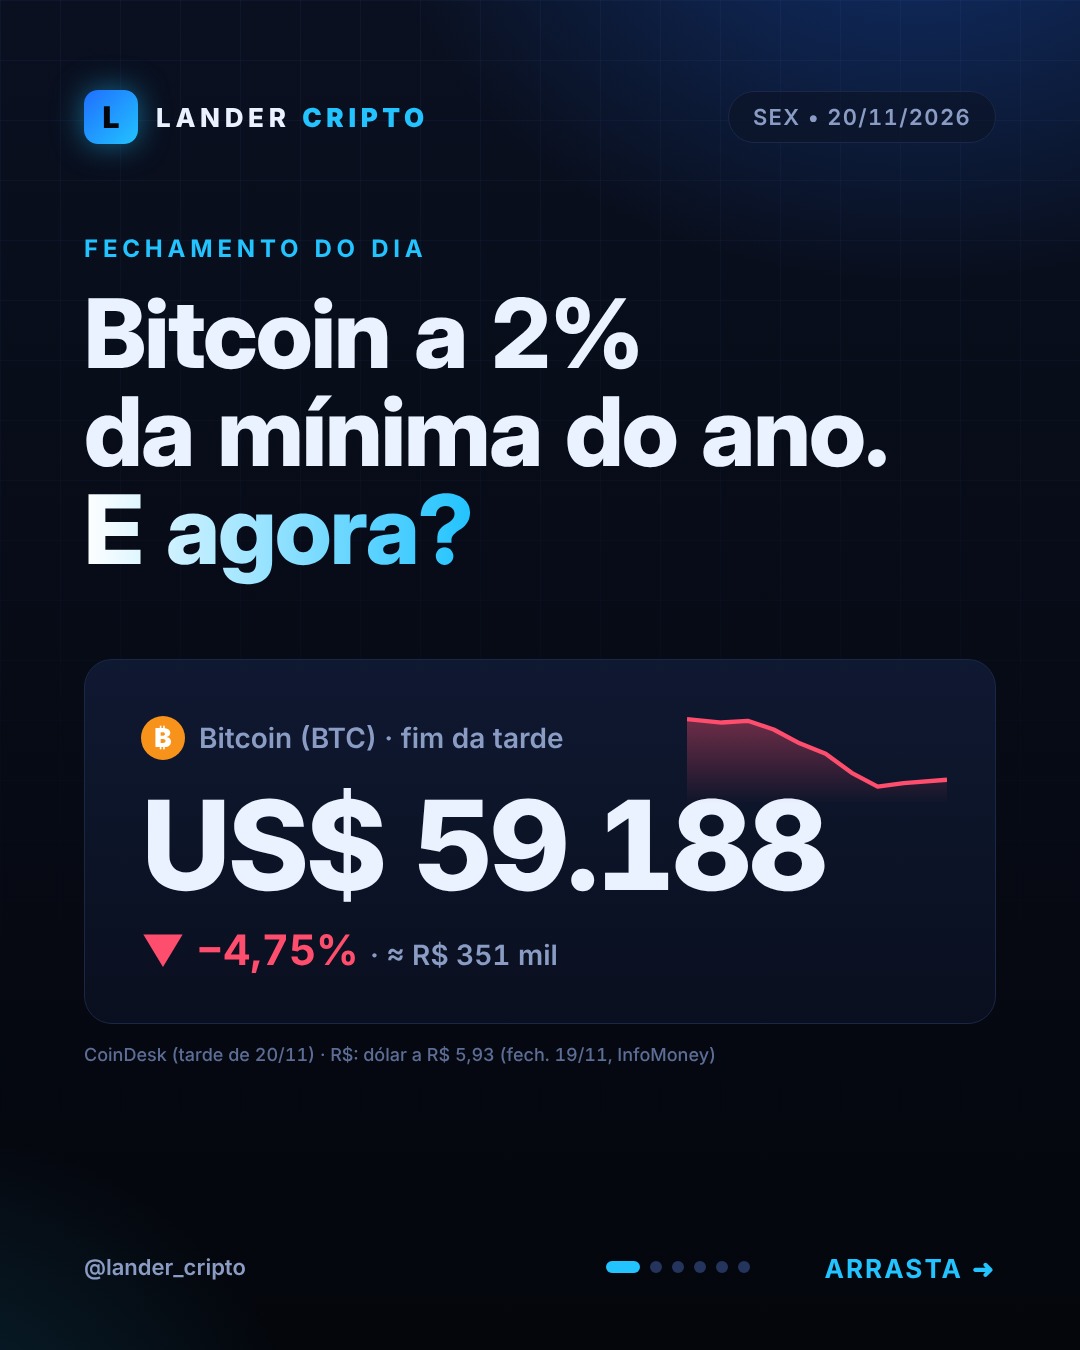 L LANDER CRIPTO
SEX • 20/11/2026
FECHAMENTO DO DIA
Bitcoin a 2%
da mínima do ano.
E agora?
₿ Bitcoin (BTC) · fim da tarde
US$ 59.188
▼ −4,75% · ≈ R$ 351 mil
CoinDesk (tarde de 20/11) · R$: dólar a R$ 5,93 (fech. 19/11, InfoMoney)
@lander_cripto
ARRASTA ➜